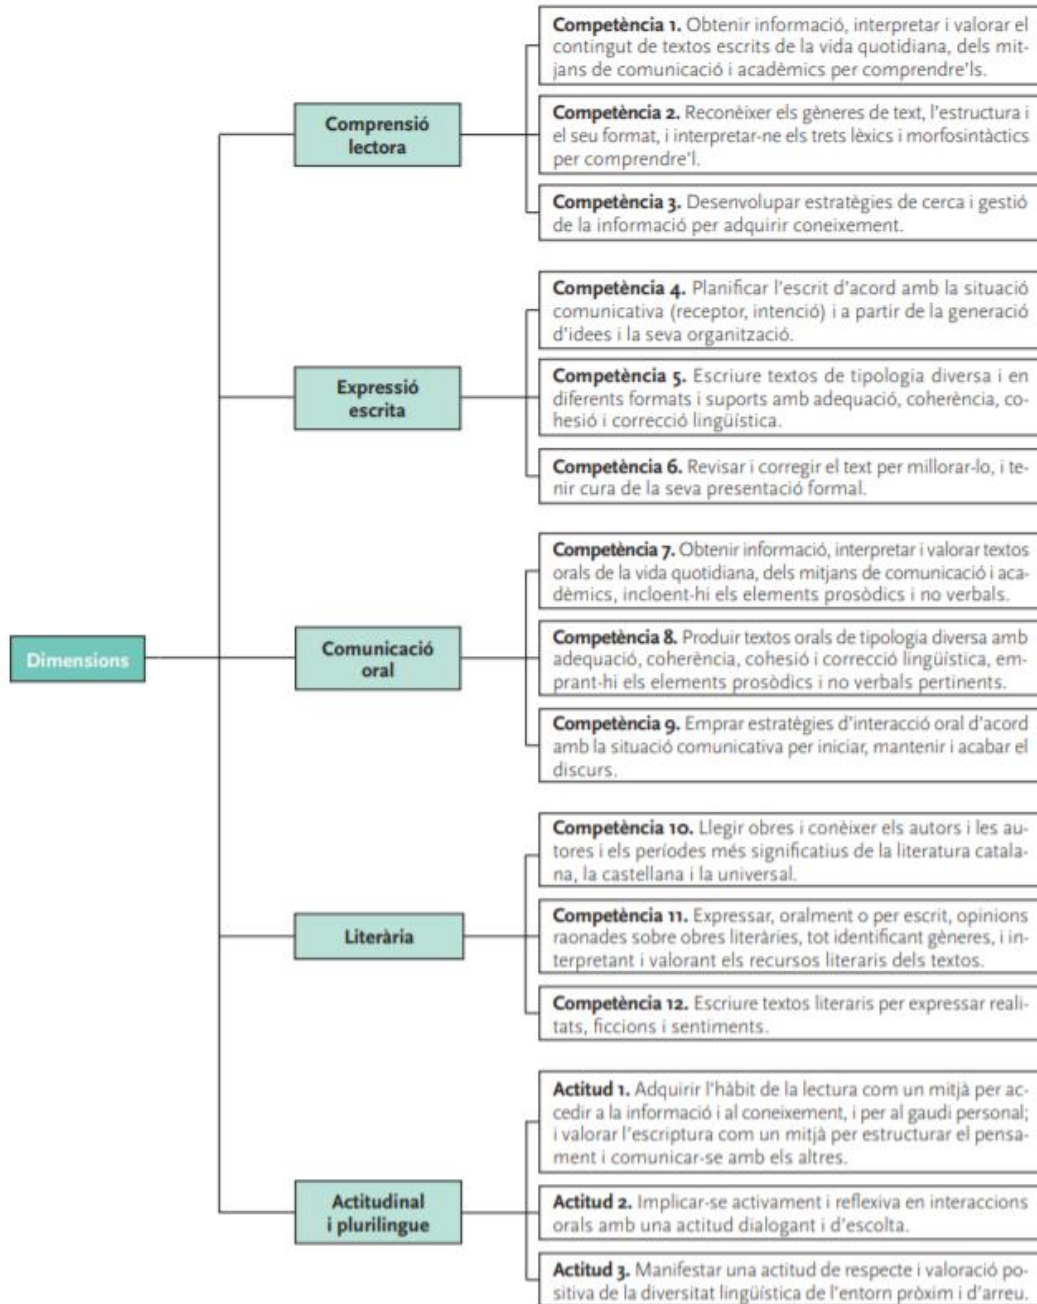 Competència 1. Obtenir informació, interpretar i valorar el
contingut de textos escrits de la vida quotidiana, dels mit-
jans de comunicació i acadèmics per comprendre'ls.
Comprensió
lectora
Competència 2. Reconèixer els gèneres de text, l'estructura i
el seu format, i interpretar-ne els trets lèxics i morfosintàctics
per comprendre'l.
Competència 3. Desenvolupar estratègies de cerca i gestió
de la informació per adquirir coneixement.
Competència 4. Planificar l'escrit d'acord amb la situació
comunicativa (receptor, intenció) i a partir de la generació
d'idees i la seva organització.
Expressió
escrita
Competència 5. Escriure textos de tipologia diversa i en
diferents formats i suports amb adequació, coherència, co-
hesió i correcció lingüística.
Competència 6. Revisar i corregir el text per millorar-lo, i te-
nir cura de la seva presentació formal.
Competència 7. Obtenir informació, interpretar i valorar textos
orals de la vida quotidiana, dels mitjans de comunicació i aca-
dèmics, incloent-hi els elements prosòdics i no verbals.
Dimensions
Comunicació
oral
Competència 8. Produir textos orals de tipologia diversa amb
adequació, coherència, cohesió i correcció lingüística, em-
prant-hi els elements prosòdics i no verbals pertinents.
Competència 9. Emprar estratègies d'interacció oral d'acord
amb la situació comunicativa per iniciar, mantenir i acabar el
discurs.
Competència 10. Llegir obres i conèixer els autors i les au-
tores i els períodes més significatius de la literatura catala-
na, la castellana i la universal.
Literària
Competència 11. Expressar, oralment o per escrit, opinions
raonades sobre obres literàries, tot identificant gèneres, i in-
terpretant i valorant els recursos literaris dels textos.
Competència 12. Escriure textos literaris per expressar reali-
tats, ficcions i sentiments.
Actitud 1. Adquirir l'hàbit de la lectura com un mitjà per ac-
cedir a la informació i al coneixement, i per al gaudi personal;
i valorar l'escriptura com un mitjà per estructurar el pensa-
ment i comunicar-se amb els altres.
Actitudinal
i plurilingue
Actitud 2. Implicar-se activament i reflexiva en interaccions
orals amb una actitud dialogant i d'escolta.
Actitud 3. Manifestar una actitud de respecte i valoració po-
sitiva de la diversitat lingüística de l'entorn pròxim i d'arreu.